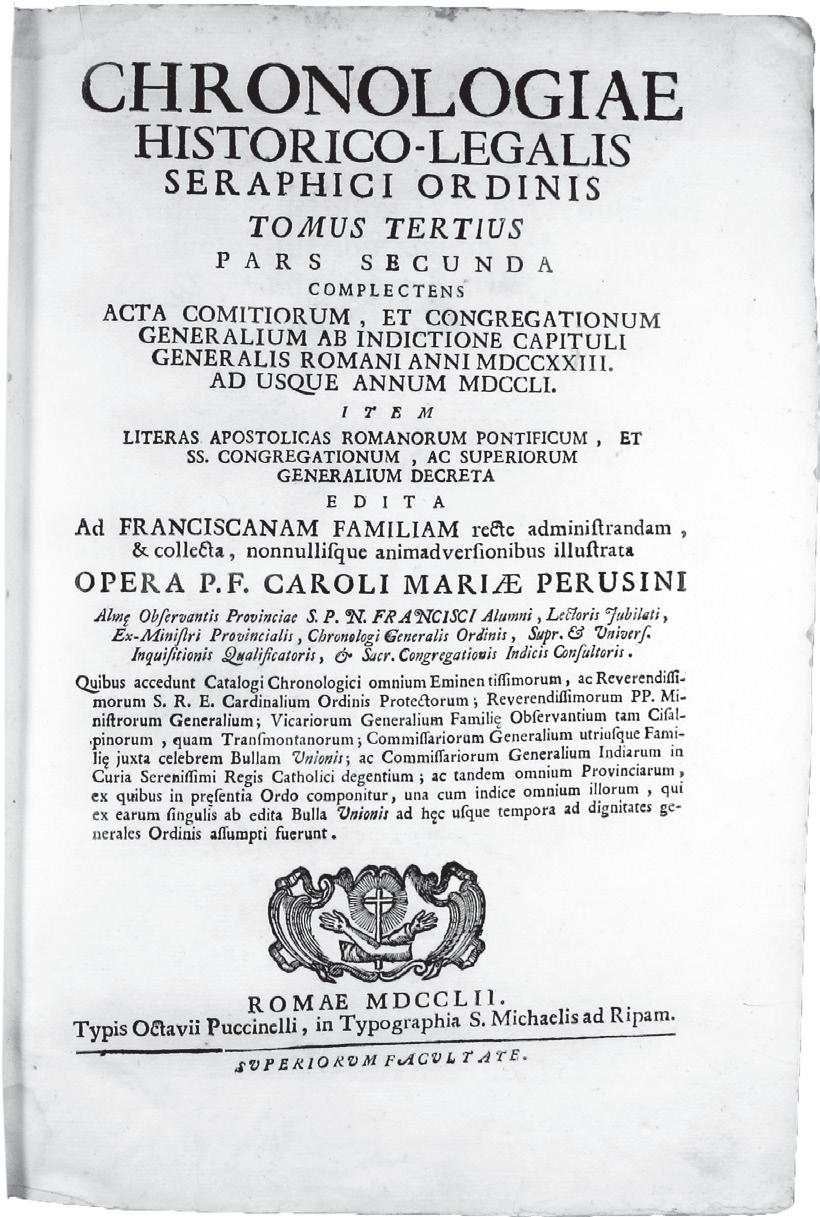 CHRONOLOGIAE
HISTORICO-LEGALIS
SERAPHICI ORDINIS
TOMUS TERTIUS
PARS SECUNDA
COMPLECTENS
ACTA COMITIORUM , ET CONGREGATIONUM
GENERALIUM AB INDICTIONE CAPITULI
GENERALIS ROMANI ANNI MDCCXXIII.
AD USQUE ANNUM MDCCLI.
ITEM
LITERAS APOSTOLICAS ROMANORUM PONTIFICUM , ET
SS. CONGREGATIONUM , AC SUPERIORUM
GENERALIUM DECRETA
EDITA
Ad FRANCISCANAM FAMILIAM recte adminiſtrandam ,
& collecta , nonnulliſque animadverſionibus illuſtrata
OPERA P.F. CAROLI MARIÆ PERUSINI
Almę Obſervantis Provinciae S. P. N. FRANCISCI Alumni , Lectoris Jubilati ,
Ex-Miniſtri Provincialis , Chronologi Generalis Ordinis , Supr. & Univerſ.
Inquiſitionis Qualificatoris , & Sacr. Congregationis Indicis Conſultoris .
Quibus accedunt Catalogi Chronologici omnium Eminentiſſimorum , ac Reverendiſſi-
morum S. R. E. Cardinalium Ordinis Protectorum ; Reverendiſſimorum PP. Mi-
niſtrorum Generalium ; Vicariorum Generalium Familię Obſervantium tam Ciſal-
pinorum , quam Tranſmontanorum ; Commiſſariorum Generalium utriuſque Fami-
lię juxta celebrem Bullam Unionis ; ac Commiſſariorum Generalium Indiarum in
Curia Sereniſſimi Regis Catholici degentium ; ac tandem omnium Provinciarum ,
ex quibus in pręſentia Ordo componitur , una cum indice omnium illorum , qui
ex earum ſingulis ab edita Bulla Unionis ad hęc uſque tempora ad dignitates ge-
nerales Ordinis aſſumpti fuerunt .
ROMAE MDCCLII.
Typis Octavii Puccinelli , in Typographia S. Michaelis ad Ripam.
SVPERIORVM FACVLTATE.